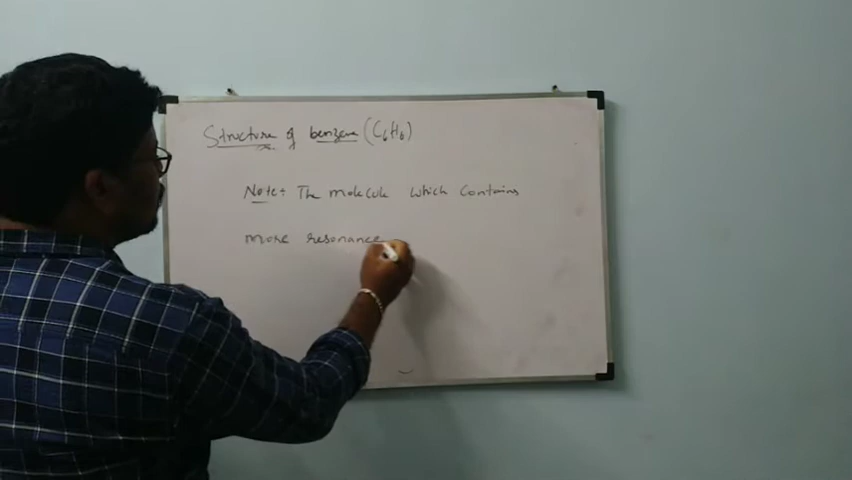 Structure of benzene (C₆H₆)
Note: The molecule which contains
more resonance